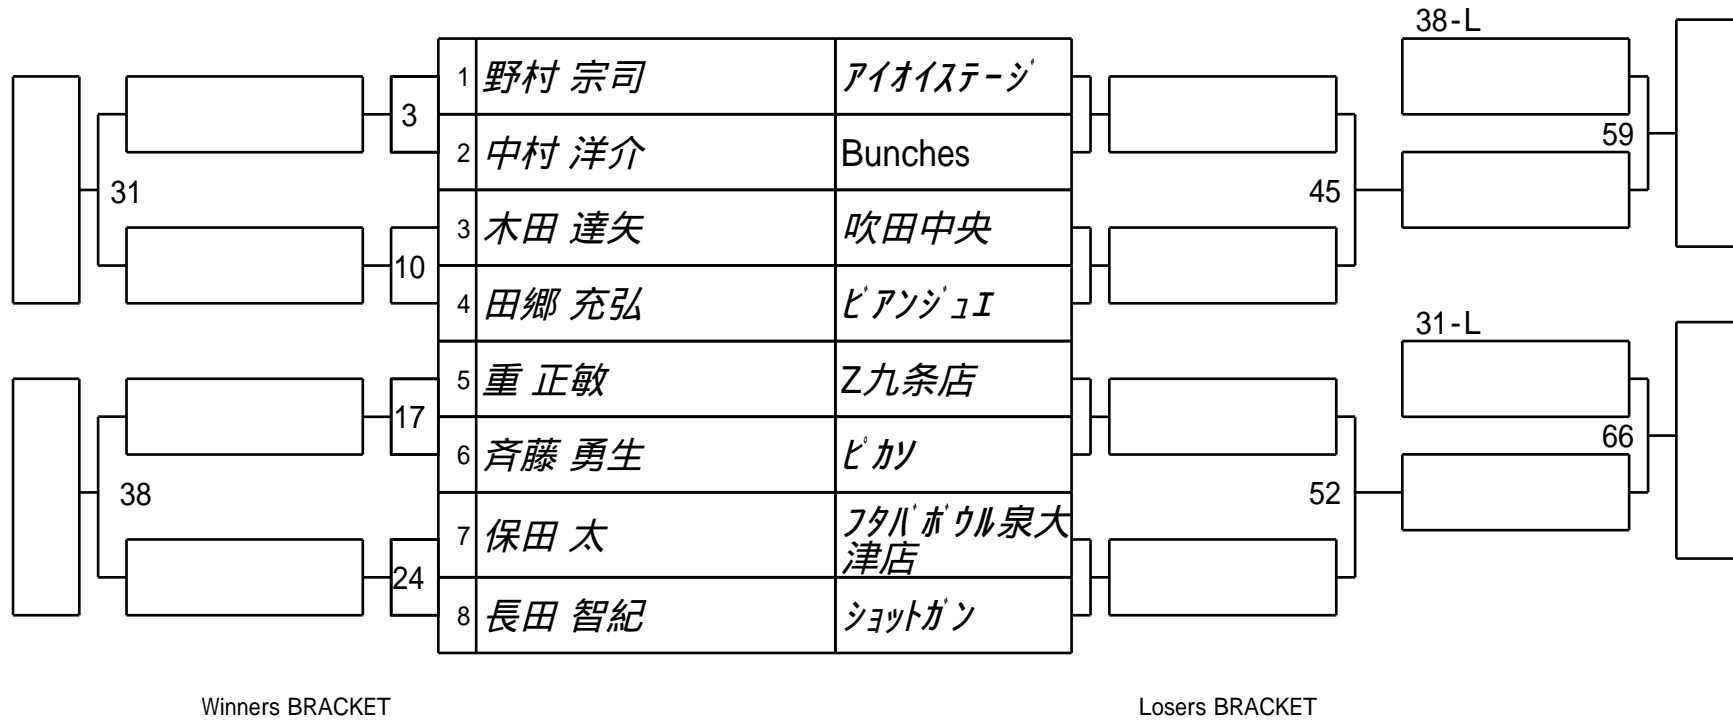 38-L
1 野村 宗司 アイオイステージ
3
2 中村 洋介 Bunches
59
31
45
3 木田 達矢 吹田中央
10
4 田郷 充弘 ビアンジュエ
31-L
5 重 正敏 Z九条店
17
6 斉藤 勇生 ピカソ
66
38
52
7 保田 太 フタバボウル泉大
津店
24
8 長田 智紀 ショットガン
Winners BRACKET Losers BRACKET